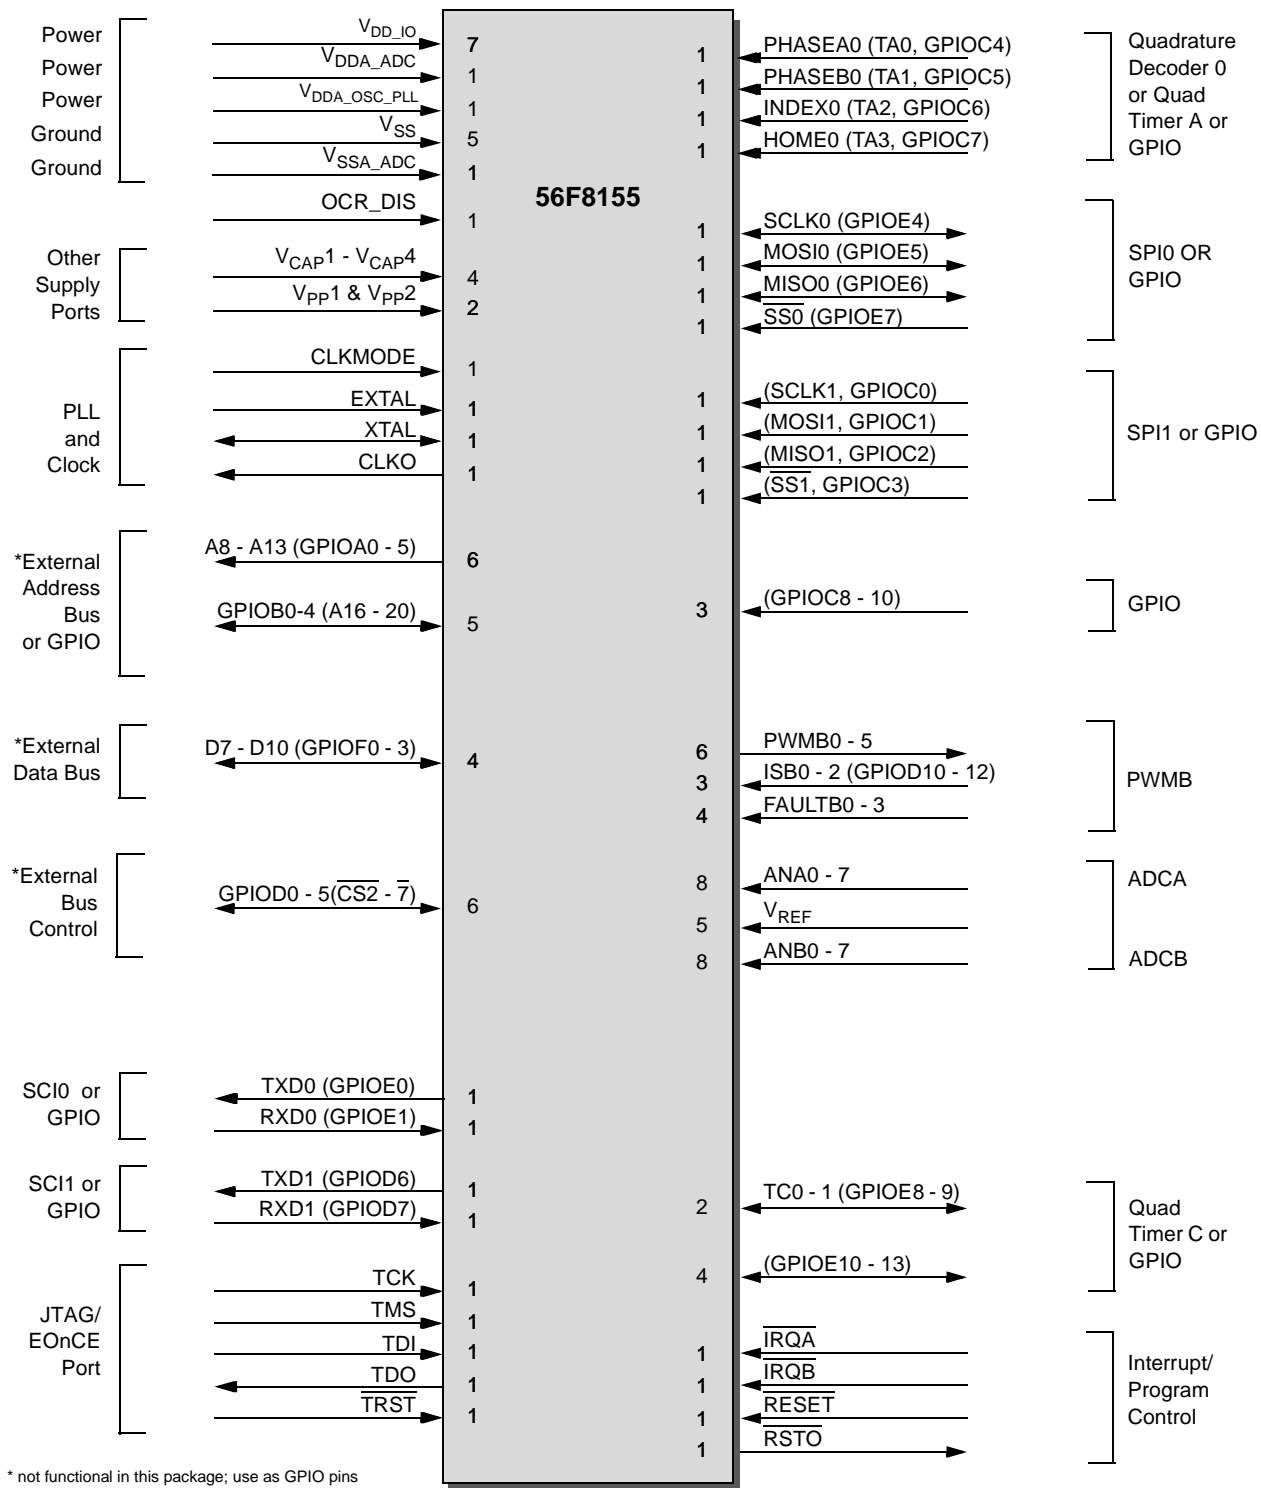 Power
Power
Power
Ground
Ground
V_DD_IO
7
V_DDA_ADC
1
V_DDA_OSC_PLL
1
V_SS
5
V_SSA_ADC
1
OCR_DIS
1
Other
Supply
Ports
V_CAP1 - V_CAP4
4
V_PP1 & V_PP2
2
PLL
and
Clock
CLKMODE
1
EXTAL
1
XTAL
1
CLKO
1
*External
Address
Bus
or GPIO
A8 - A13 (GPIOA0 - 5)
6
GPIOB0-4 (A16 - 20)
5
*External
Data Bus
D7 - D10 (GPIOF0 - 3)
4
*External
Bus
Control
GPIOD0 - 5(C̅S̅2̅ - 7̅)
6
SCI0 or
GPIO
TXD0 (GPIOE0)
1
RXD0 (GPIOE1)
1
SCI1 or
GPIO
TXD1 (GPIOD6)
1
RXD1 (GPIOD7)
1
JTAG/
EOnCE
Port
TCK
1
TMS
1
TDI
1
TDO
1
T̅R̅S̅T̅
1
56F8155
1
PHASEA0 (TA0, GPIOC4)
1
PHASEB0 (TA1, GPIOC5)
1
INDEX0 (TA2, GPIOC6)
1
HOME0 (TA3, GPIOC7)
Quadrature
Decoder 0
or Quad
Timer A or
GPIO
1
SCLK0 (GPIOE4)
1
MOSI0 (GPIOE5)
1
MISO0 (GPIOE6)
1
S̅S̅0̅ (GPIOE7)
SPI0 OR
GPIO
1
(SCLK1, GPIOC0)
1
(MOSI1, GPIOC1)
1
(MISO1, GPIOC2)
1
(S̅S̅1̅, GPIOC3)
SPI1 or GPIO
3
(GPIOC8 - 10)
GPIO
6
PWMB0 - 5
3
ISB0 - 2 (GPIOD10 - 12)
4
FAULTB0 - 3
PWMB
8
ANA0 - 7
5
V_REF
8
ANB0 - 7
ADCA
ADCB
2
TC0 - 1 (GPIOE8 - 9)
4
(GPIOE10 - 13)
Quad
Timer C or
GPIO
1
I̅R̅Q̅A̅
1
I̅R̅Q̅B̅
1
R̅E̅S̅E̅T̅
1
R̅S̅T̅O̅
Interrupt/
Program
Control
* not functional in this package; use as GPIO pins